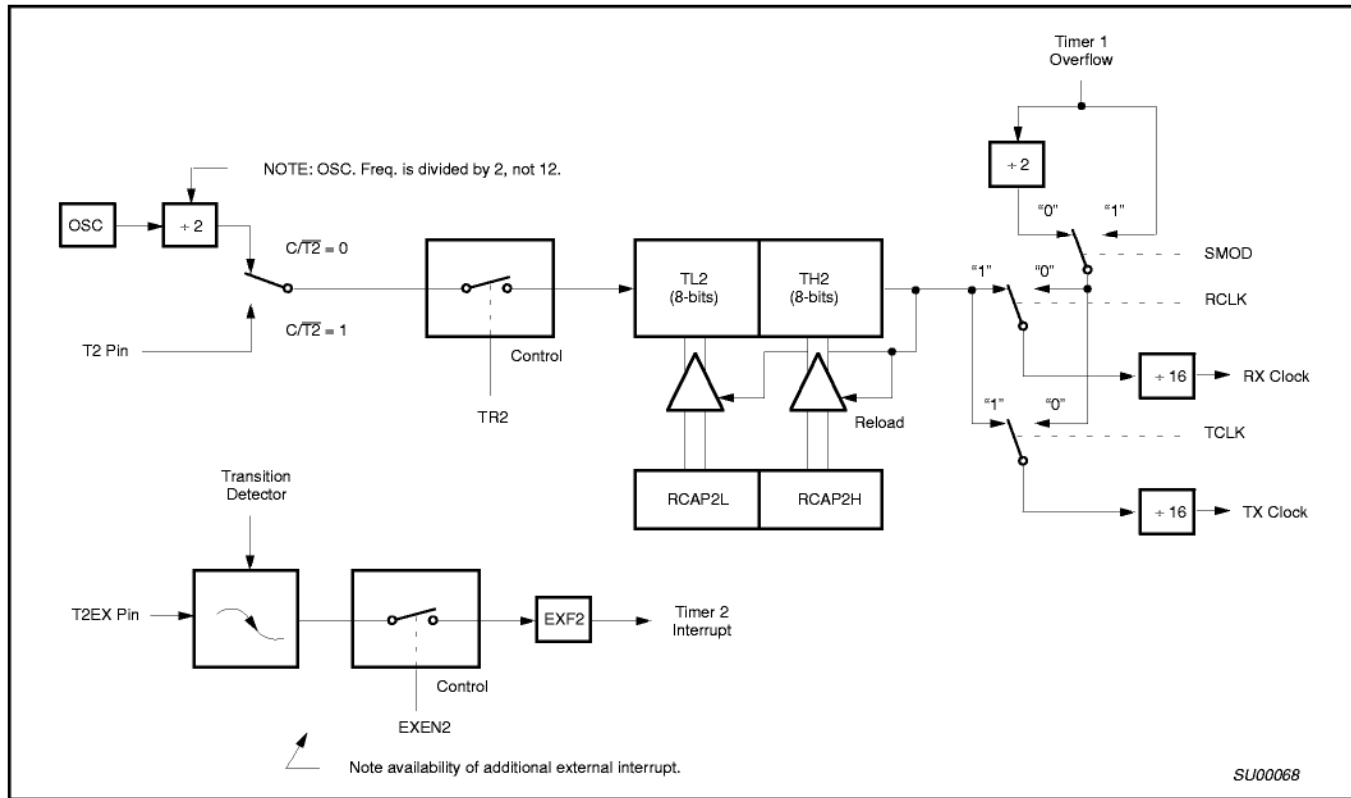 Timer 1
Overflow
÷ 2
NOTE: OSC. Freq. is divided by 2, not 12.
"0" "1"
OSC
÷ 2
C/T̅2̅ = 0
SMOD
TL2
(8-bits)
TH2
(8-bits)
"1" "0"
RCLK
C/T̅2̅ = 1
T2 Pin
Control
÷ 16
RX Clock
TR2
Reload
"1" "0"
TCLK
Transition
Detector
RCAP2L
RCAP2H
÷ 16
TX Clock
T2EX Pin
EXF2
Timer 2
Interrupt
Control
EXEN2
Note availability of additional external interrupt.
SU00068